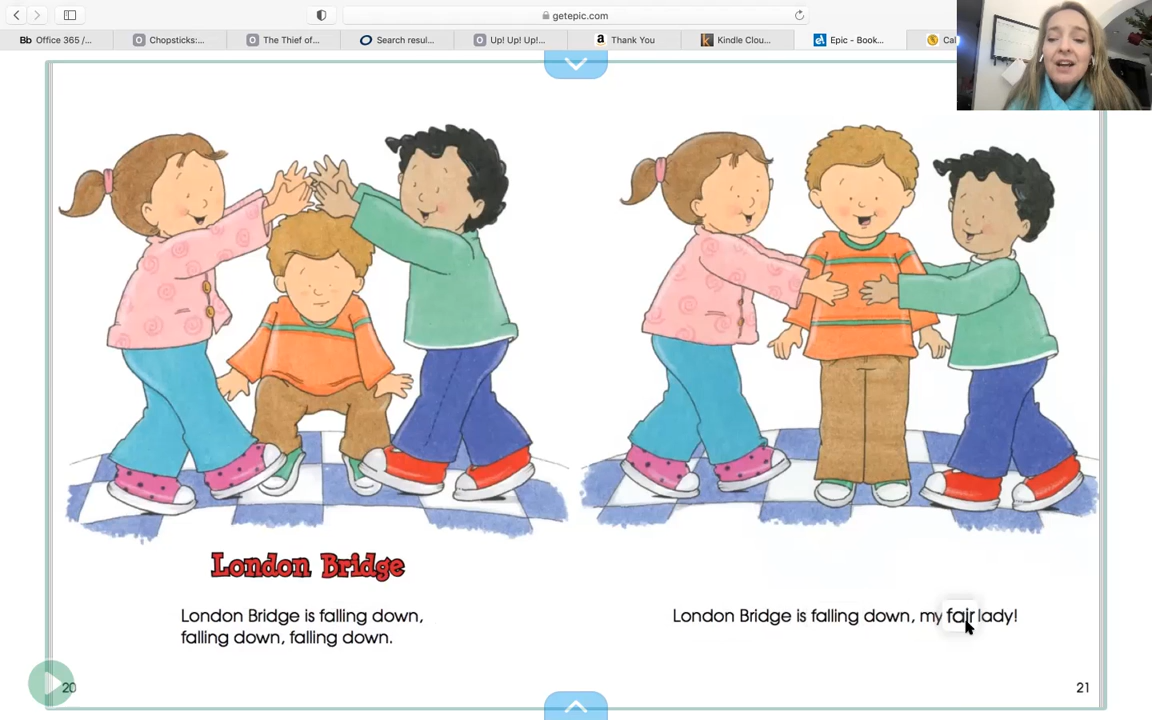 getepic.com
Bb Office 365 /...
Chopsticks:...
The Thief of...
Search resul...
Up! Up! Up!...
a Thank You
Kindle Clou...
Epic - Book...
Cal
London Bridge
London Bridge is falling down,
falling down, falling down.
20
London Bridge is falling down, my fair lady!
21